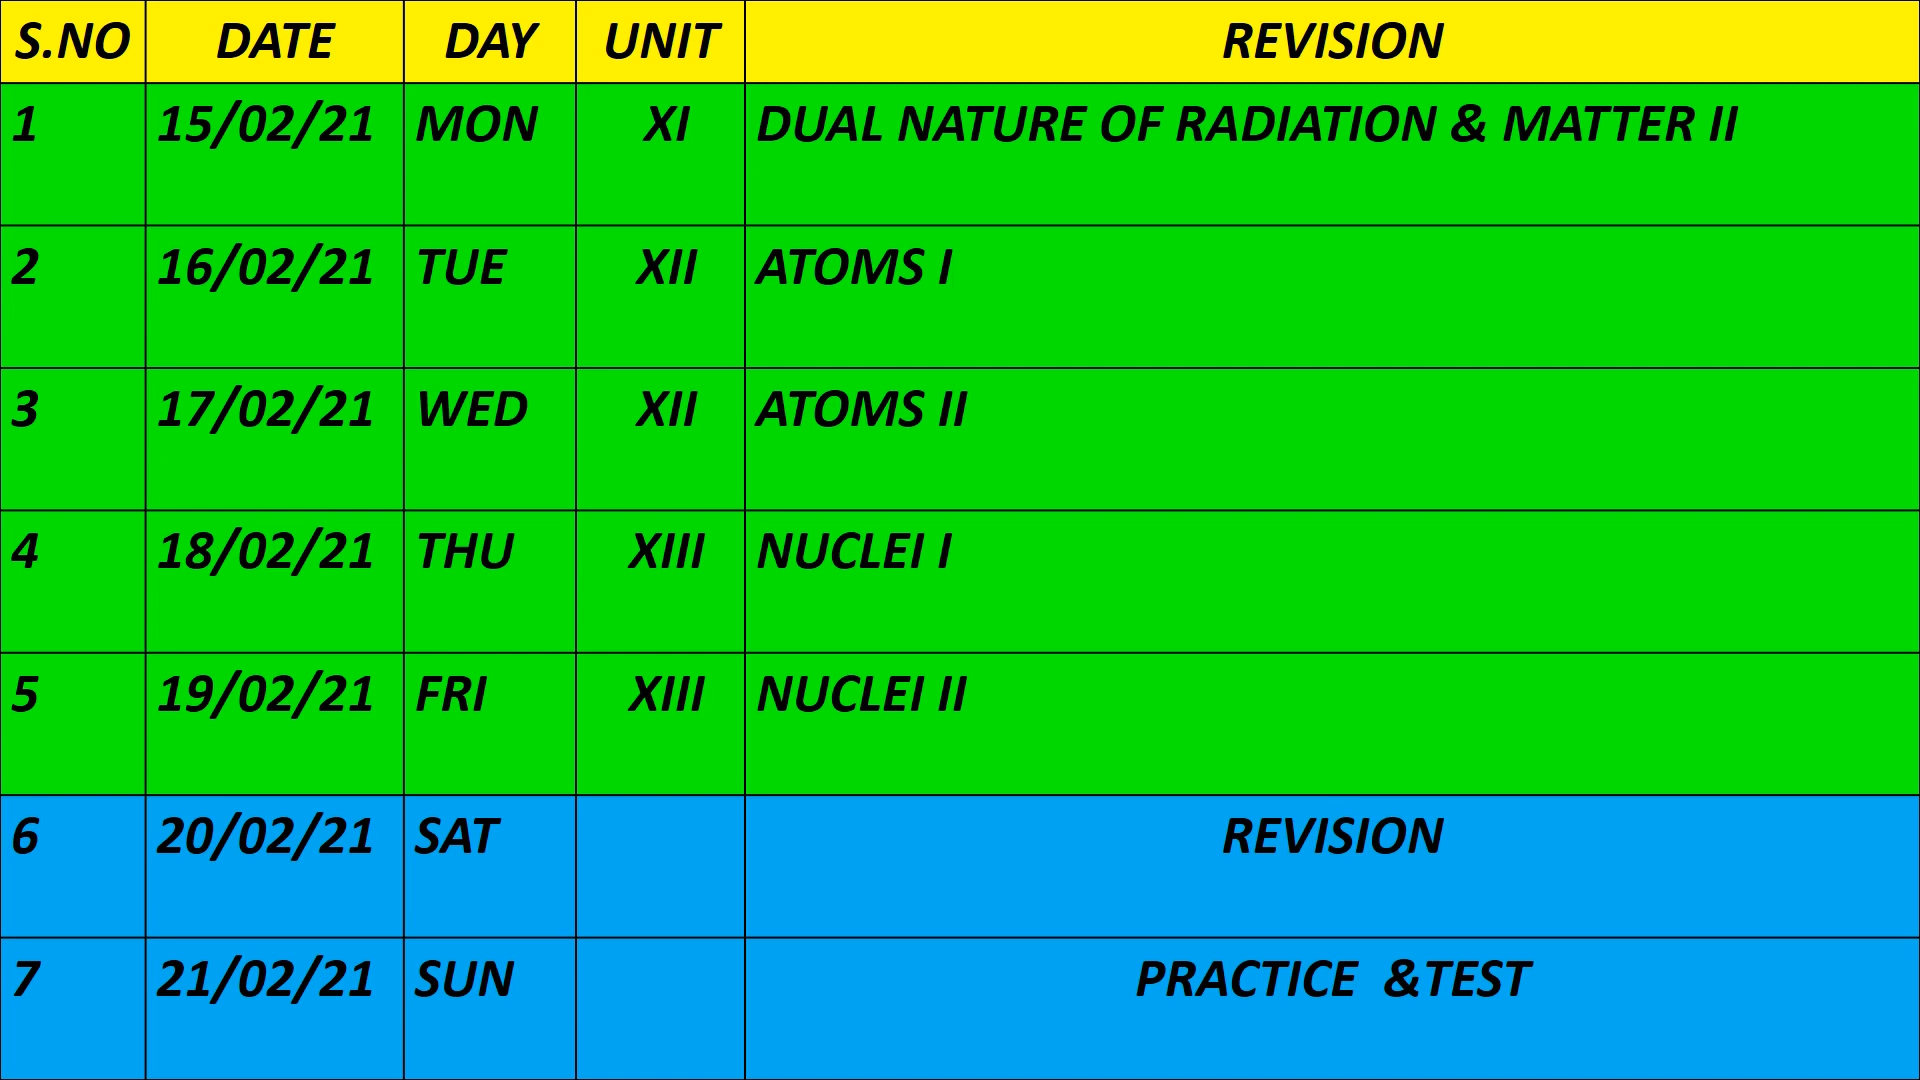 S.NO DATE DAY UNIT REVISION
1 15/02/21 MON XI DUAL NATURE OF RADIATION & MATTER II
2 16/02/21 TUE XII ATOMS I
3 17/02/21 WED XII ATOMS II
4 18/02/21 THU XIII NUCLEI I
5 19/02/21 FRI XIII NUCLEI II
6 20/02/21 SAT REVISION
7 21/02/21 SUN PRACTICE &TEST